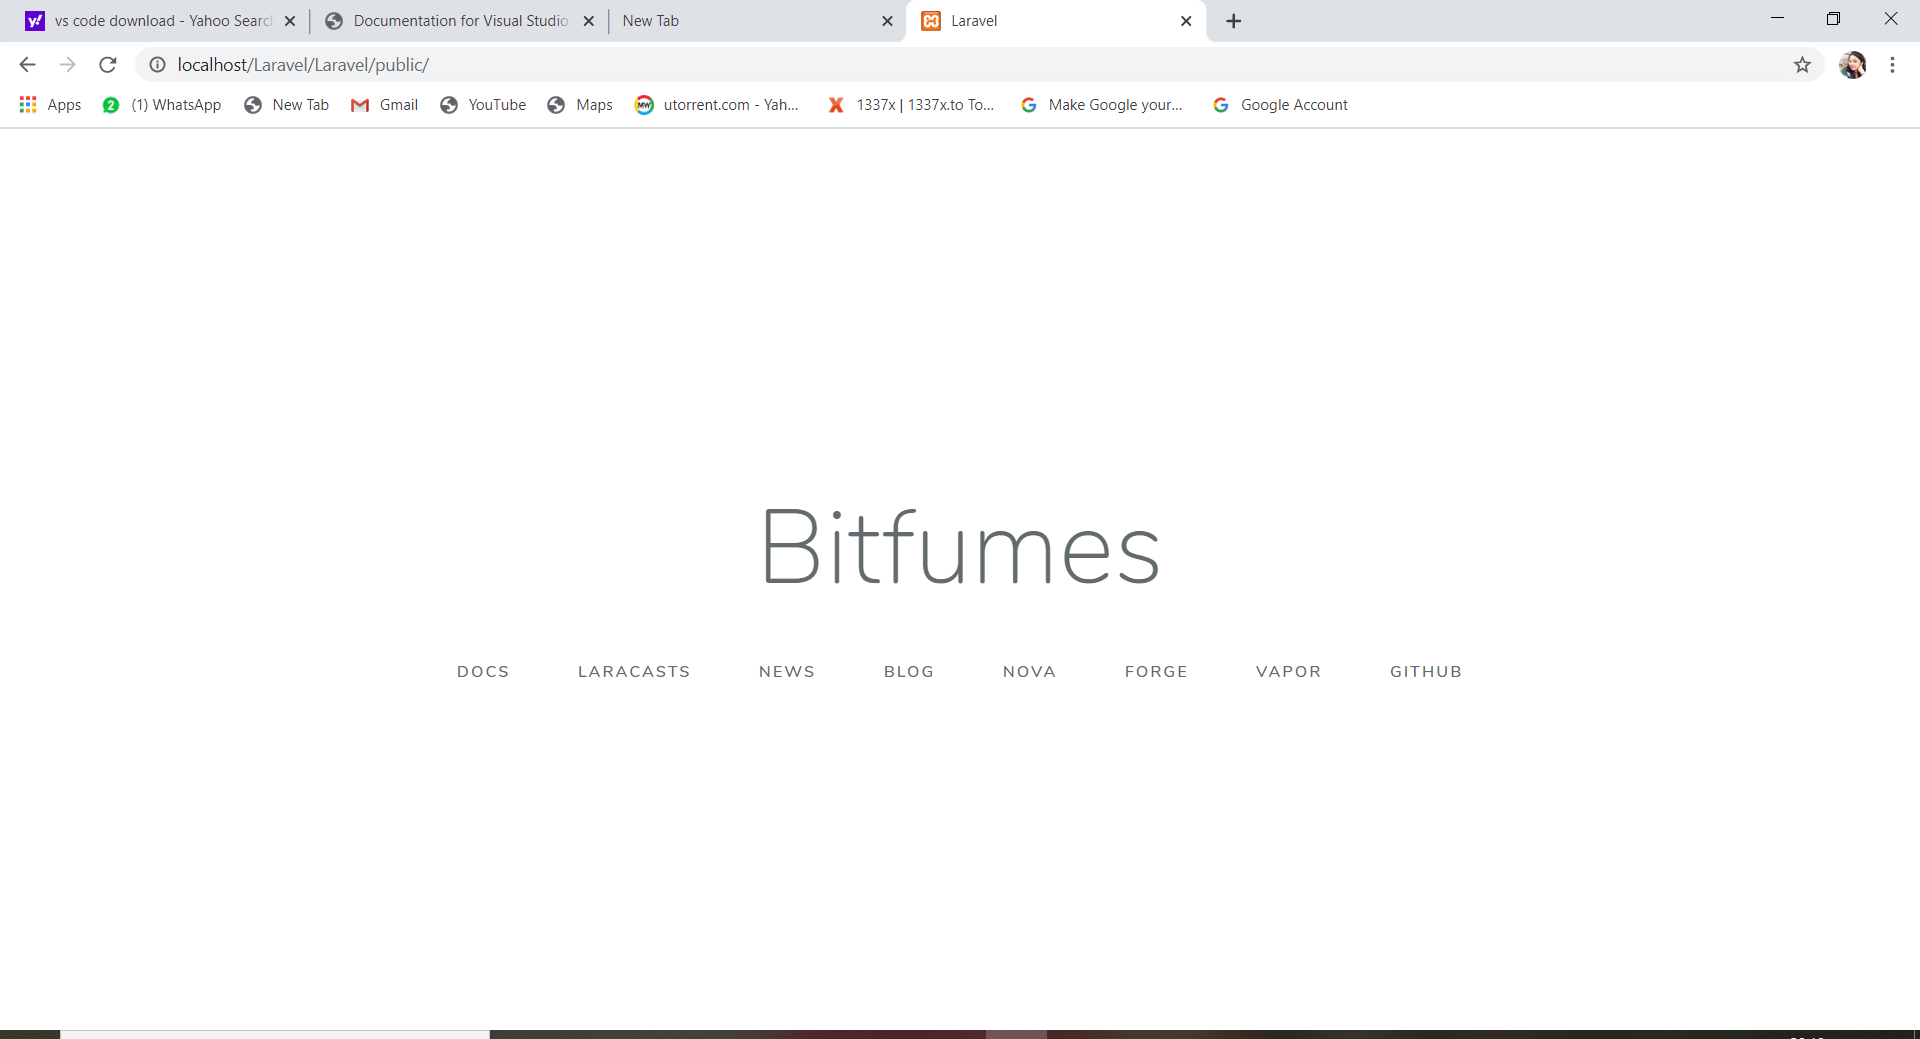 vs code download - Yahoo Searc
Documentation for Visual Studio
New Tab
Laravel
localhost/Laravel/Laravel/public/
Apps
2
(1) WhatsApp
New Tab
Gmail
YouTube
Maps
MW
utorrent.com - Yah...
1337x | 1337x.to To...
Make Google your...
Google Account
Bitfumes
DOCS LARACASTS NEWS BLOG NOVA FORGE VAPOR GITHUB